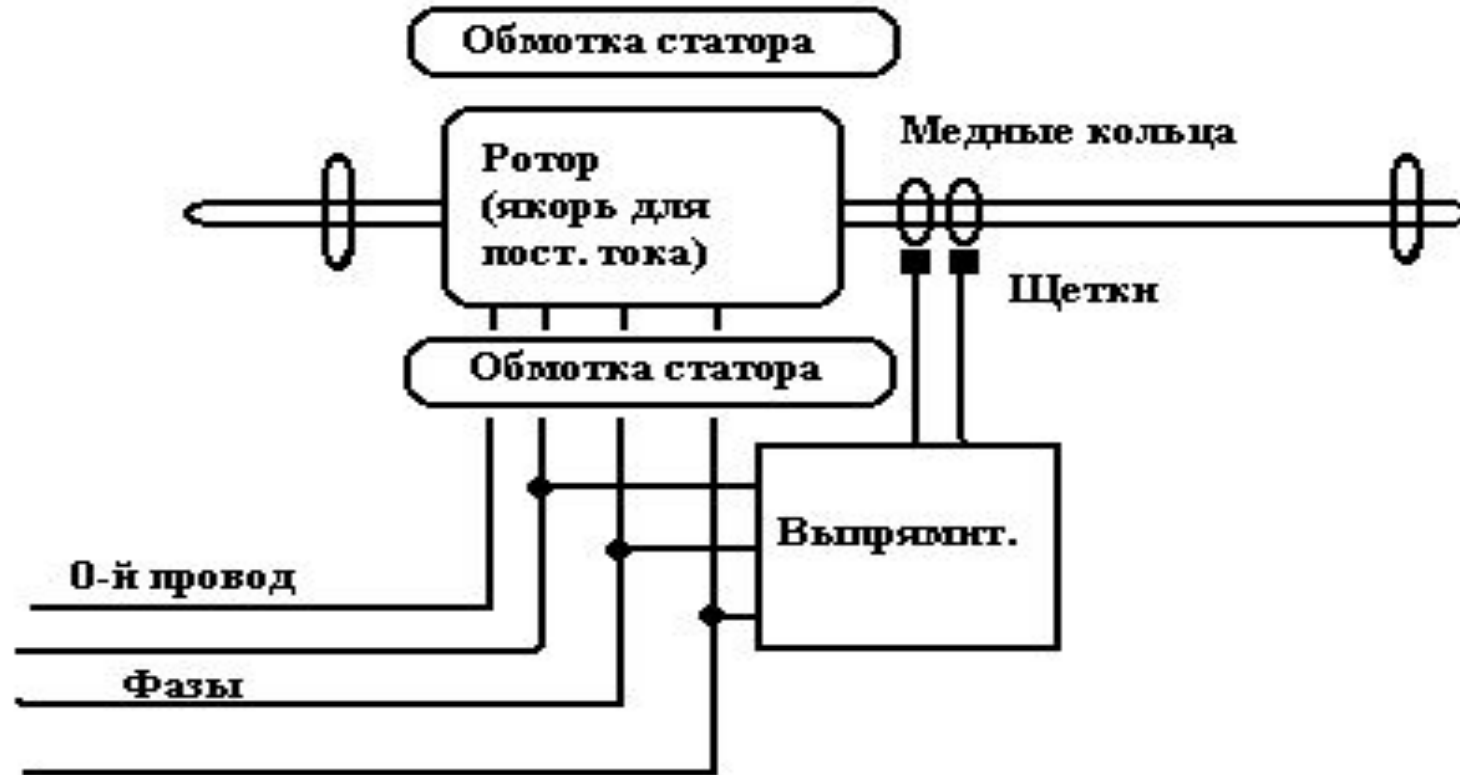 Обмотка статора
Медные кольца
Ротор
(якорь для
пост. тока)
Щетки
Обмотка статора
Выпрямит.
0-й провод
Фазы